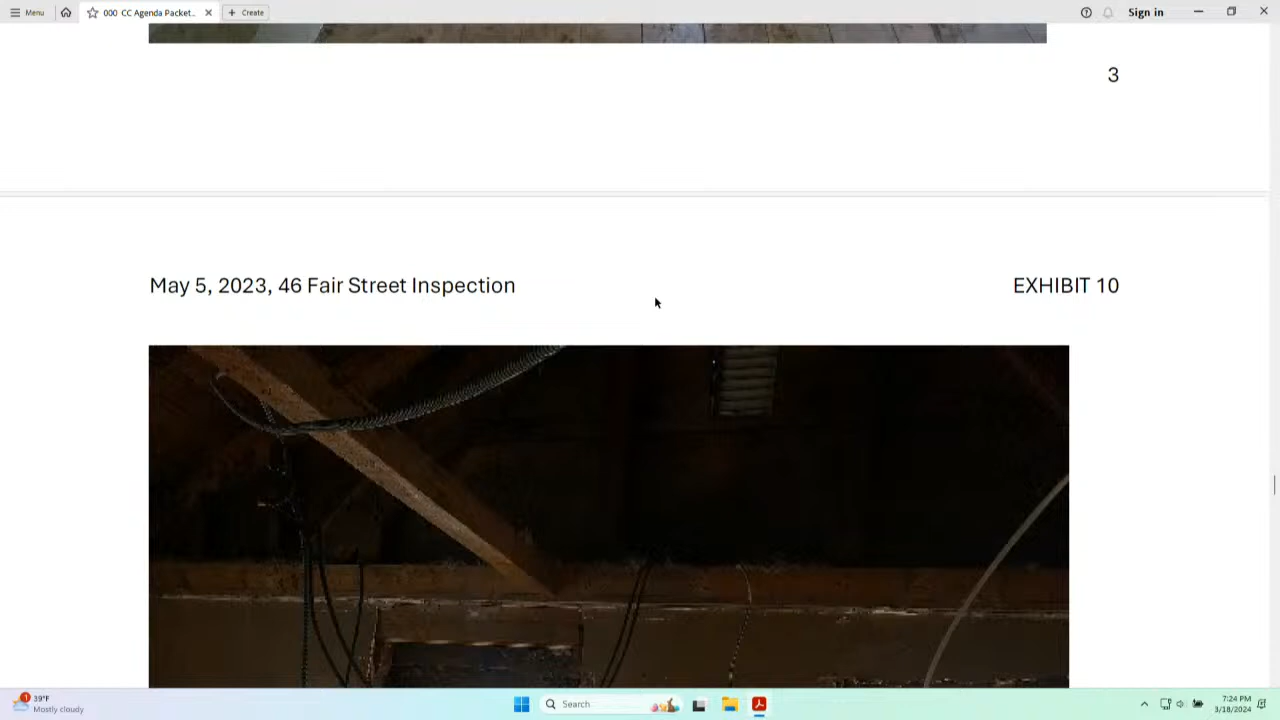 Menu
000 CC Agenda Packet...
Create
Sign in
3
May 5, 2023, 46 Fair Street Inspection
EXHIBIT 10
1
39°F
Mostly cloudy
Search
7:24 PM
3/18/2024